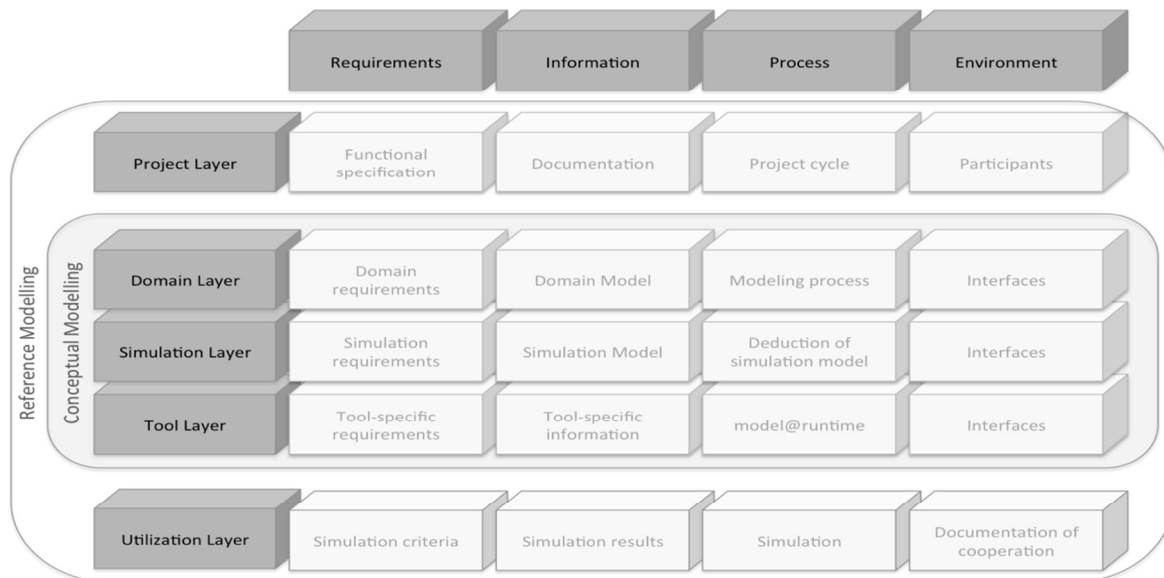 Requirements
Information
Process
Environment
Reference Modelling
Conceptual Modelling
Project Layer
Functional
specification
Documentation
Project cycle
Participants
Domain Layer
Domain
requirements
Domain Model
Modeling process
Interfaces
Simulation Layer
Simulation
requirements
Simulation Model
Deduction of
simulation model
Interfaces
Tool Layer
Tool-specific
requirements
Tool-specific
information
model@runtime
Interfaces
Utilization Layer
Simulation criteria
Simulation results
Simulation
Documentation of
cooperation